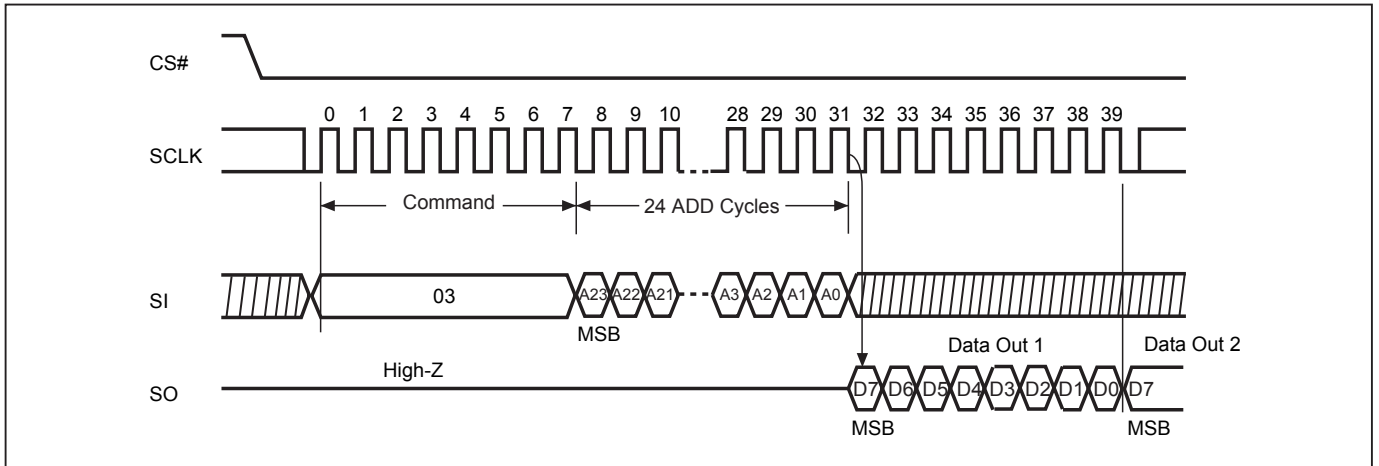 CS#
0 1 2 3 4 5 6 7 8 9 10 28 29 30 31 32 33 34 35 36 37 38 39
SCLK
Command 24 ADD Cycles
SI 03 A23 A22 A21 A3 A2 A1 A0
MSB
Data Out 1 Data Out 2
High-Z
SO D7 D6 D5 D4 D3 D2 D1 D0 D7
MSB MSB